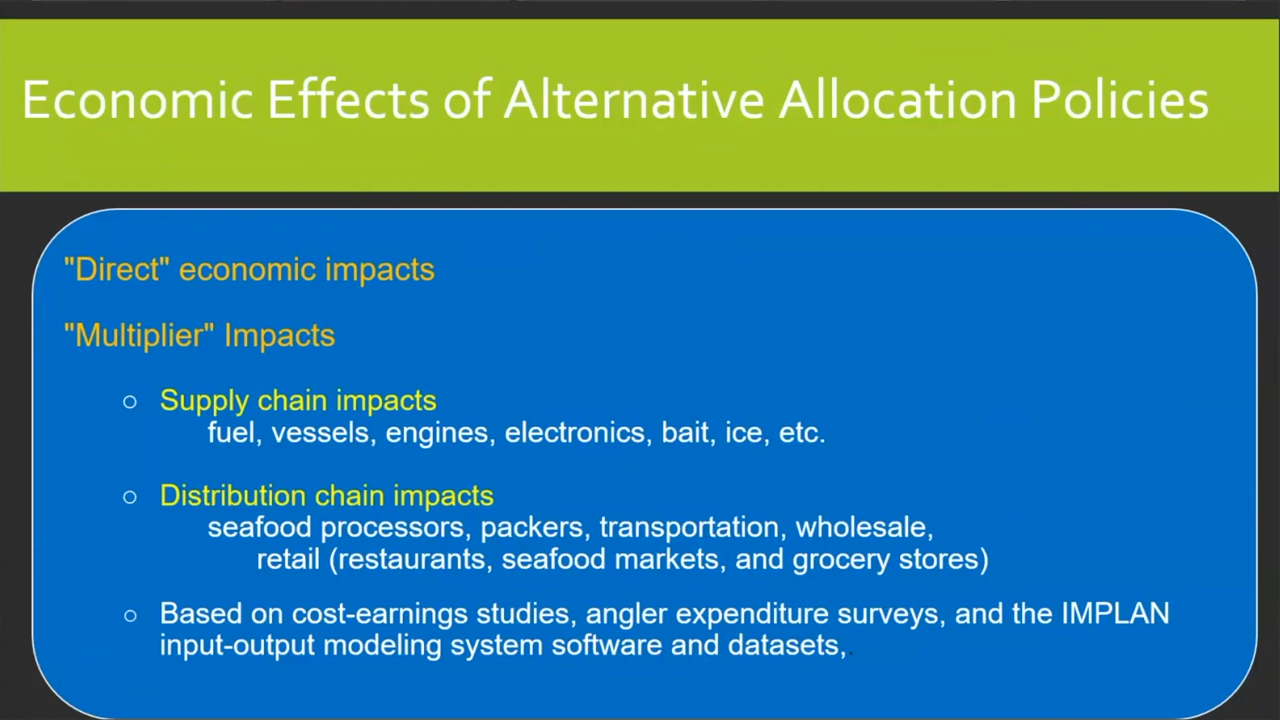 Economic Effects of Alternative Allocation Policies
"Direct" economic impacts
"Multiplier" Impacts
○ Supply chain impacts
fuel, vessels, engines, electronics, bait, ice, etc.
○ Distribution chain impacts
seafood processors, packers, transportation, wholesale,
retail (restaurants, seafood markets, and grocery stores)
○ Based on cost-earnings studies, angler expenditure surveys, and the IMPLAN
input-output modeling system software and datasets,.